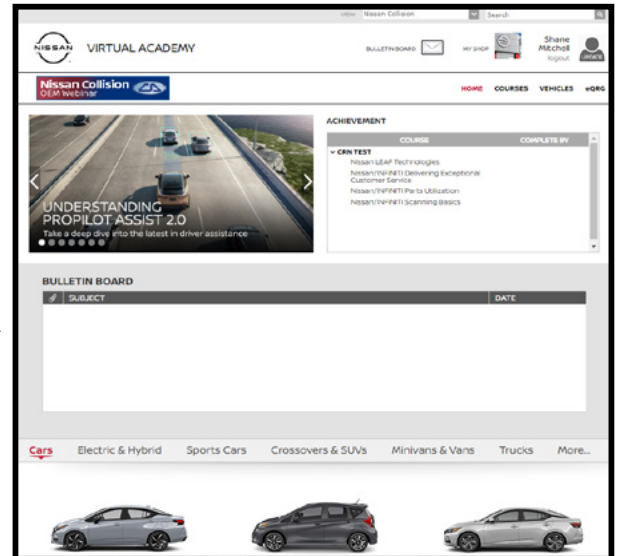 VIEW Nissan Collision Search
NISSAN VIRTUAL ACADEMY
BULLETIN BOARD MY SHOP
Shane
Mitchell
logout
UPDATE
Nissan Collision
OEM Webinar
HOME COURSES VEHICLES eQRG
ACHIEVEMENT
COURSE COMPLETE BY
CRN TEST
Nissan LEAF Technologies
Nissan/INFINITI Delivering Exceptional
Customer Service
Nissan/INFINITI Parts Utilization
Nissan/INFINITI Scanning Basics
UNDERSTANDING
PROPILOT ASSIST 2.0
Take a deep dive into the latest in driver assistance
BULLETIN BOARD
SUBJECT DATE
Cars Electric & Hybrid Sports Cars Crossovers & SUVs Minivans & Vans Trucks More...